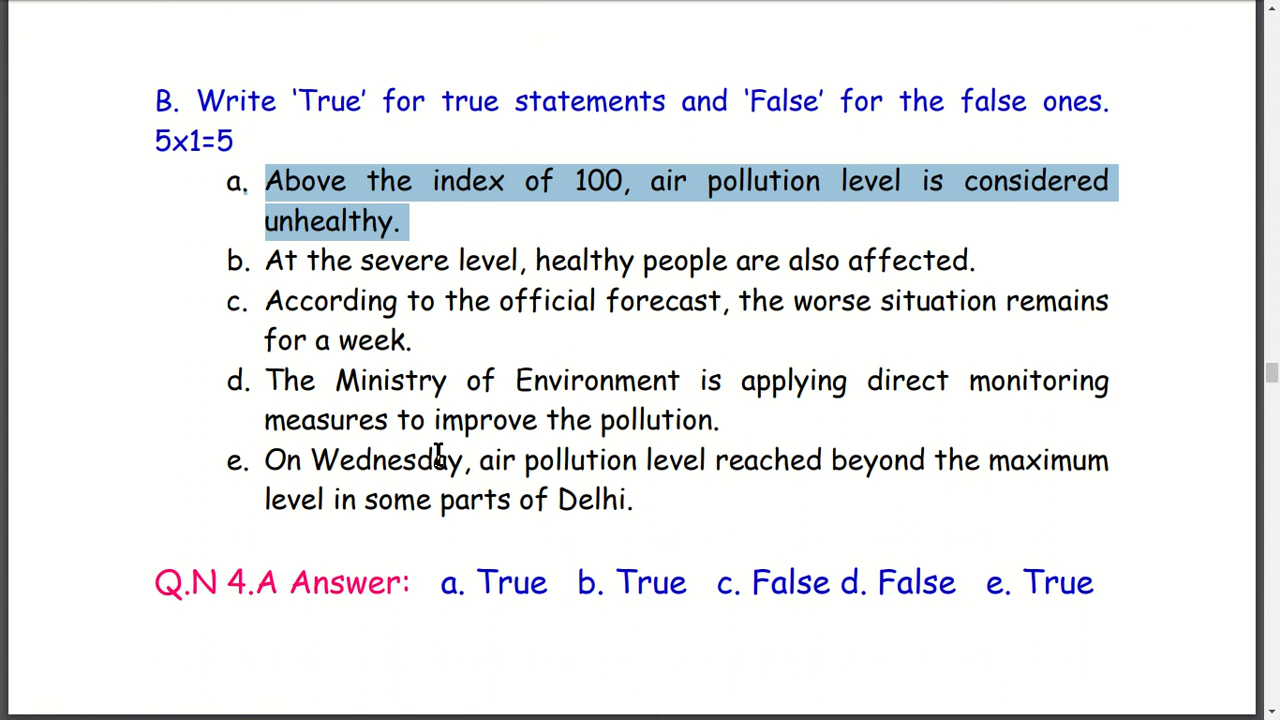 B. Write ‘True’ for true statements and ‘False’ for the false ones.
5x1=5
a. Above the index of 100, air pollution level is considered
unhealthy.
b. At the severe level, healthy people are also affected.
c. According to the official forecast, the worse situation remains
for a week.
d. The Ministry of Environment is applying direct monitoring
measures to improve the pollution.
e. On Wednesday, air pollution level reached beyond the maximum
level in some parts of Delhi.
Q.N 4.A Answer: a. True b. True c. False d. False e. True